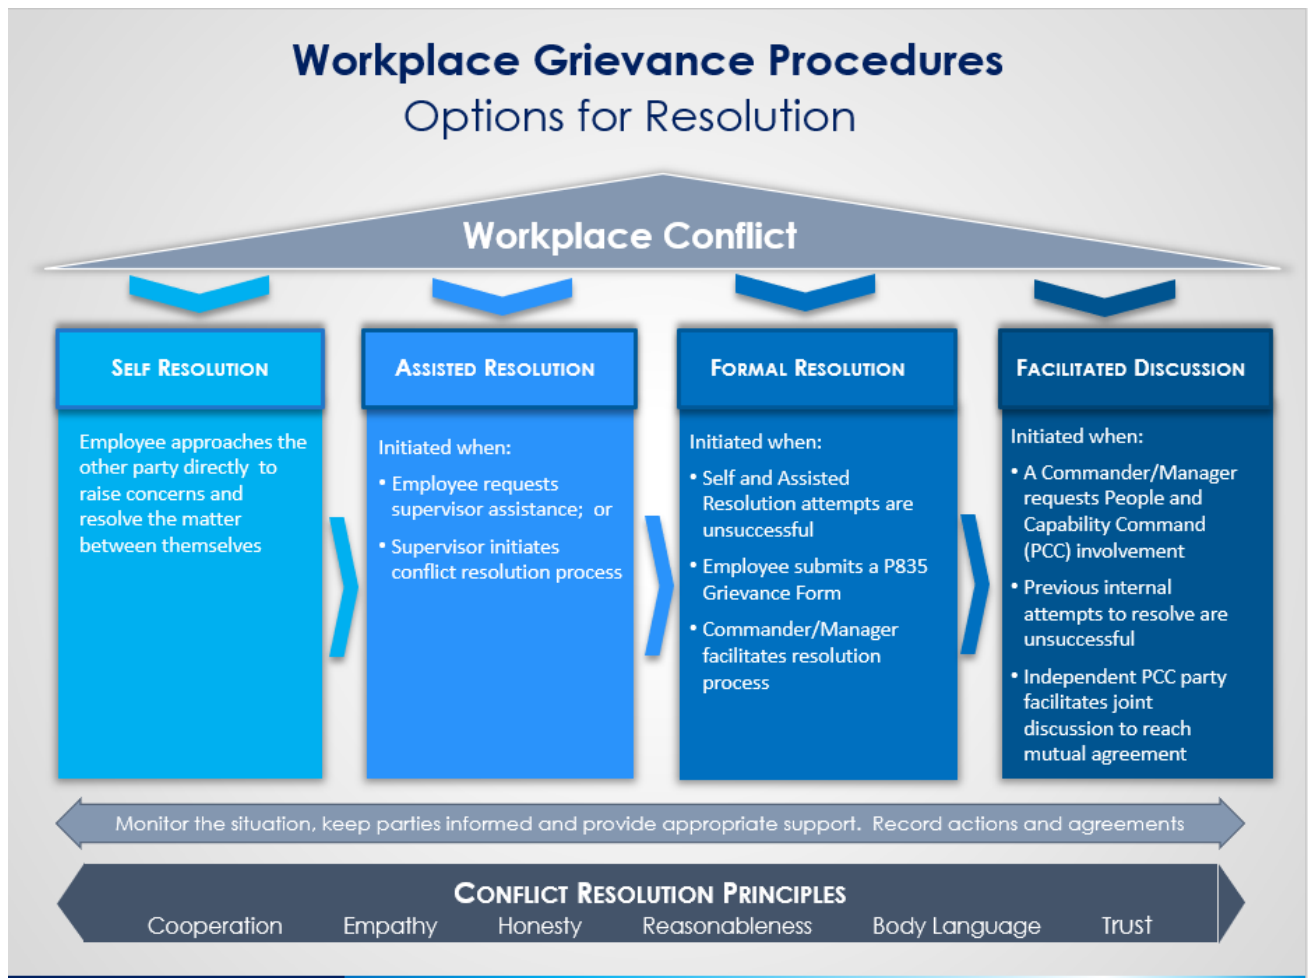 Workplace Grievance Procedures
Options for Resolution
Workplace Conflict
SELF RESOLUTION
Employee approaches the
other party directly to
raise concerns and
resolve the matter
between themselves
ASSISTED RESOLUTION
Initiated when:
• Employee requests
supervisor assistance; or
• Supervisor initiates
conflict resolution process
FORMAL RESOLUTION
Initiated when:
• Self and Assisted
Resolution attempts are
unsuccessful
• Employee submits a P835
Grievance Form
• Commander/Manager
facilitates resolution
process
FACILITATED DISCUSSION
Initiated when:
• A Commander/Manager
requests People and
Capability Command
(PCC) involvement
• Previous internal
attempts to resolve are
unsuccessful
• Independent PCC party
facilitates joint
discussion to reach
mutual agreement
Monitor the situation, keep parties informed and provide appropriate support. Record actions and agreements
CONFLICT RESOLUTION PRINCIPLES
Cooperation Empathy Honesty Reasonableness Body Language Trust